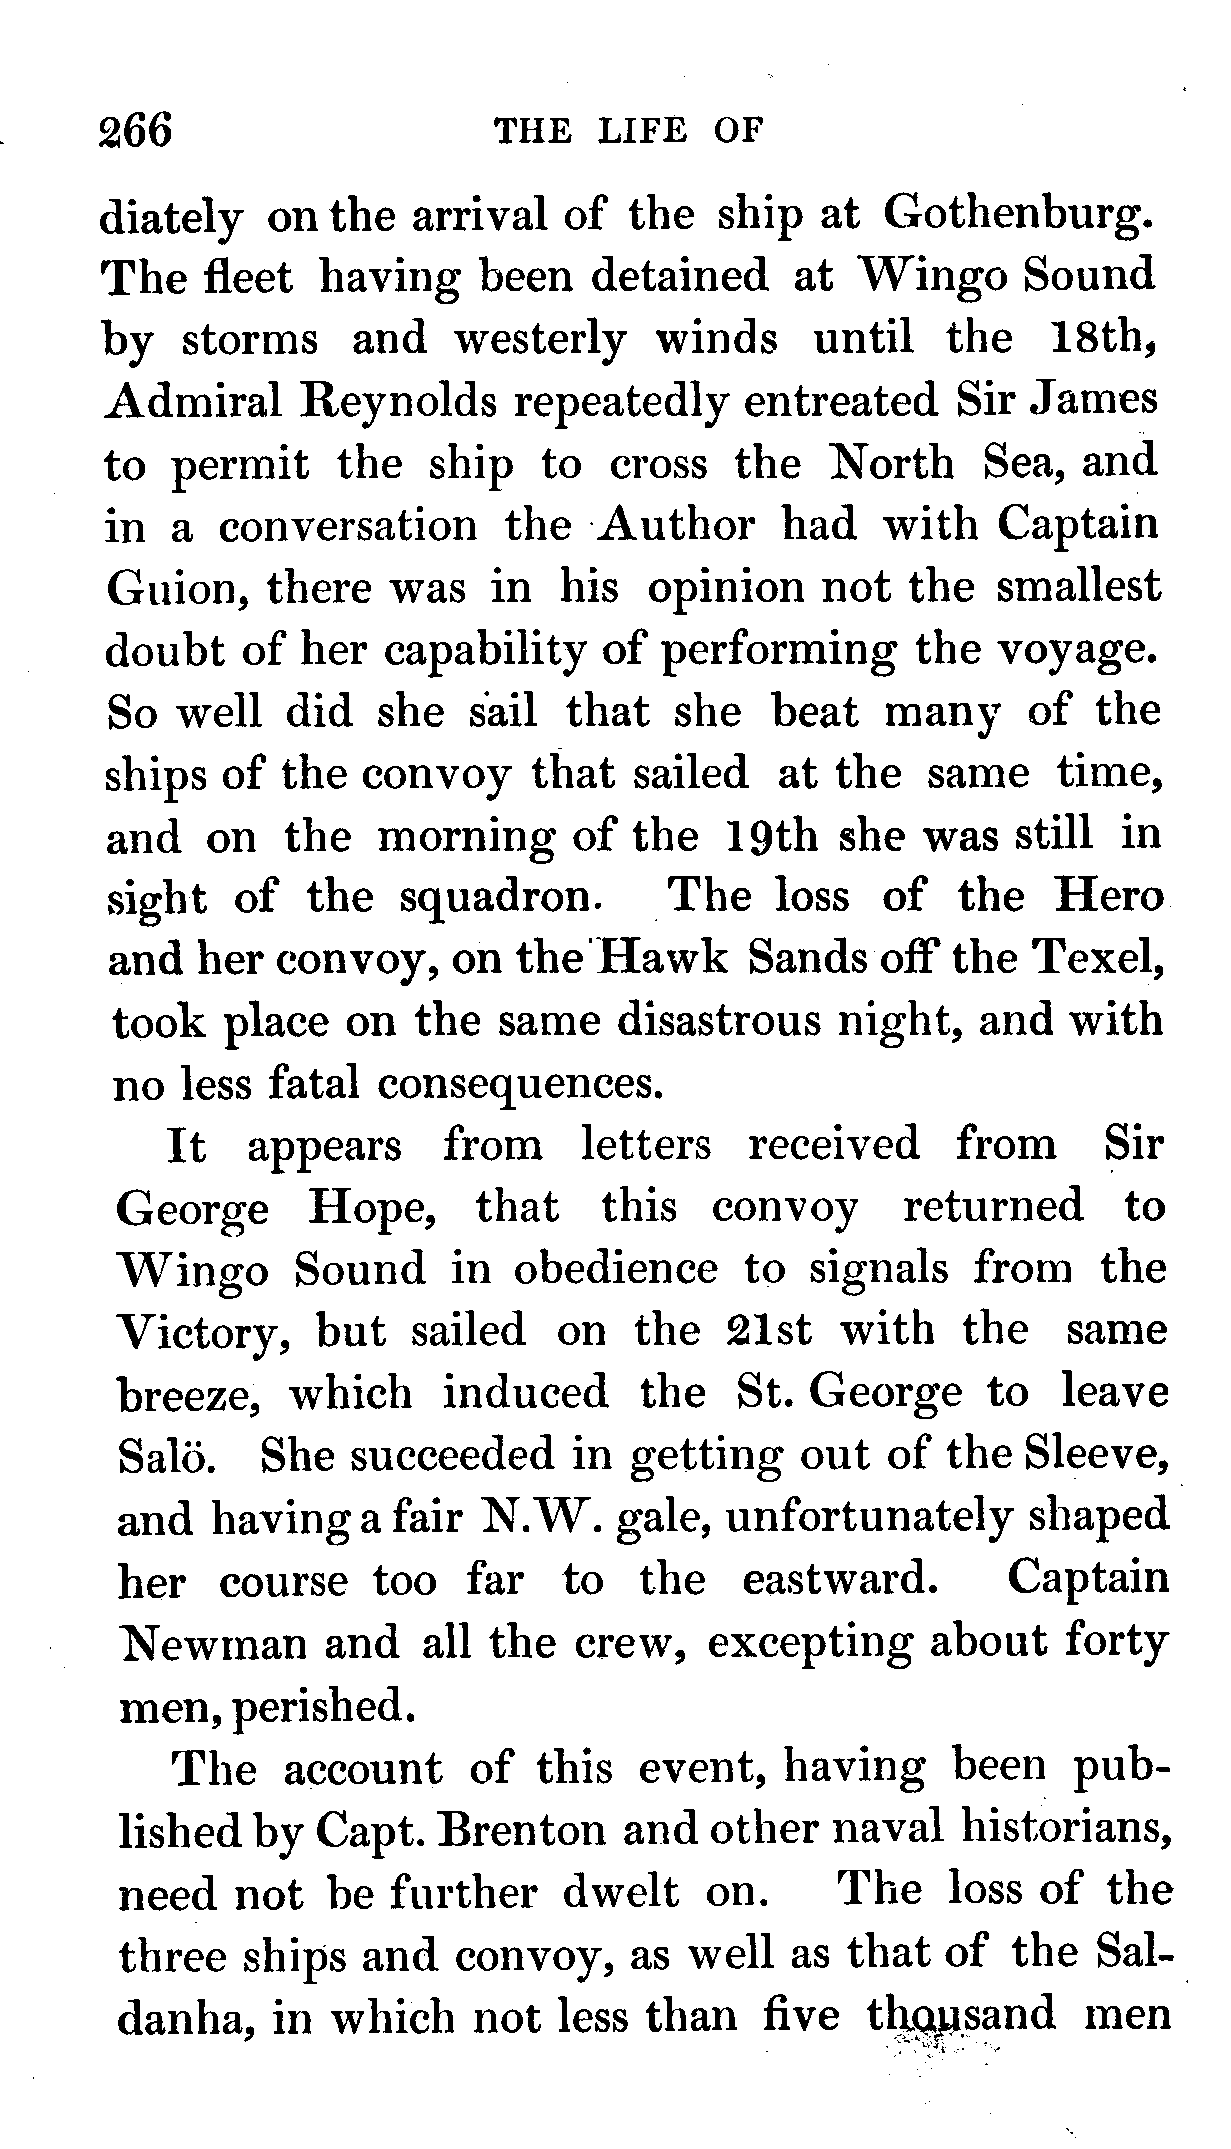 266 THE LIFE OF
diately on the arrival of the ship at Gothenburg.
The fleet having been detained at Wingo Sound
by storms and westerly winds until the 18th,
Admiral Reynolds repeatedly entreated Sir James
to permit the ship to cross the North Sea, and
in a conversation the Author had with Captain
Guion, there was in his opinion not the smallest
doubt of her capability of performing the voyage.
So well did she sail that she beat many of the
ships of the convoy that sailed at the same time,
and on the morning of the 19th she was still in
sight of the squadron. The loss of the Hero
and her convoy, on the Hawk Sands off the Texel,
took place on the same disastrous night, and with
no less fatal consequences.
It appears from letters received from Sir
George Hope, that this convoy returned to
Wingo Sound in obedience to signals from the
Victory, but sailed on the 21st with the same
breeze, which induced the St. George to leave
Salö. She succeeded in getting out of the Sleeve,
and having a fair N.W. gale, unfortunately shaped
her course too far to the eastward. Captain
Newman and all the crew, excepting about forty
men, perished.
The account of this event, having been pub-
lished by Capt. Brenton and other naval historians,
need not be further dwelt on. The loss of the
three ships and convoy, as well as that of the Sal-
danha, in which not less than five thousand men